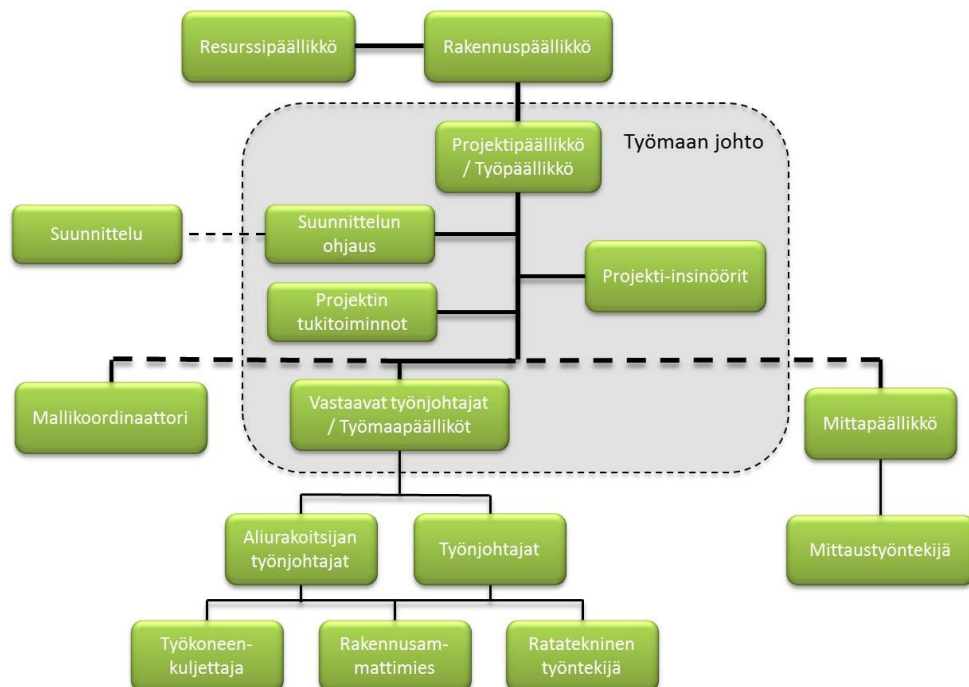 Resurssipäällikkö
Rakennuspäällikkö
Työmaan johto
Projektipäällikkö
/ Työpäällikkö
Suunnittelu
Suunnittelun
ohjaus
Projekti-insinöörit
Projektin
tukitoiminnot
Mallikoordinaattori
Vastaavat työnjohtajat
/ Työmaapäälliköt
Mittapäällikkö
Aliurakoitsijan
työnjohtajat
Työnjohtajat
Mittaustyöntekijä
Työkoneen-
kuljettaja
Rakennusam-
mattimies
Ratatekninen
työntekijä